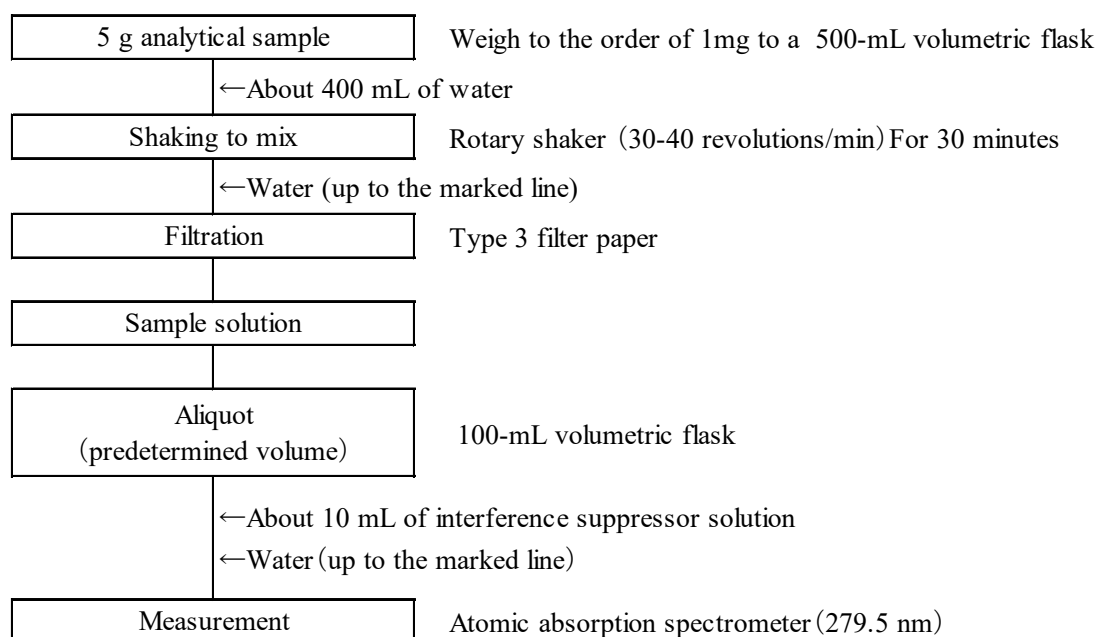 5 g analytical sample Weigh to the order of 1mg to a 500-mL volumetric flask
←About 400 mL of water
Shaking to mix Rotary shaker (30-40 revolutions/min) For 30 minutes
←Water (up to the marked line)
Filtration Type 3 filter paper
Sample solution
Aliquot
(predetermined volume) 100-mL volumetric flask
←About 10 mL of interference suppressor solution
←Water (up to the marked line)
Measurement Atomic absorption spectrometer (279.5 nm)